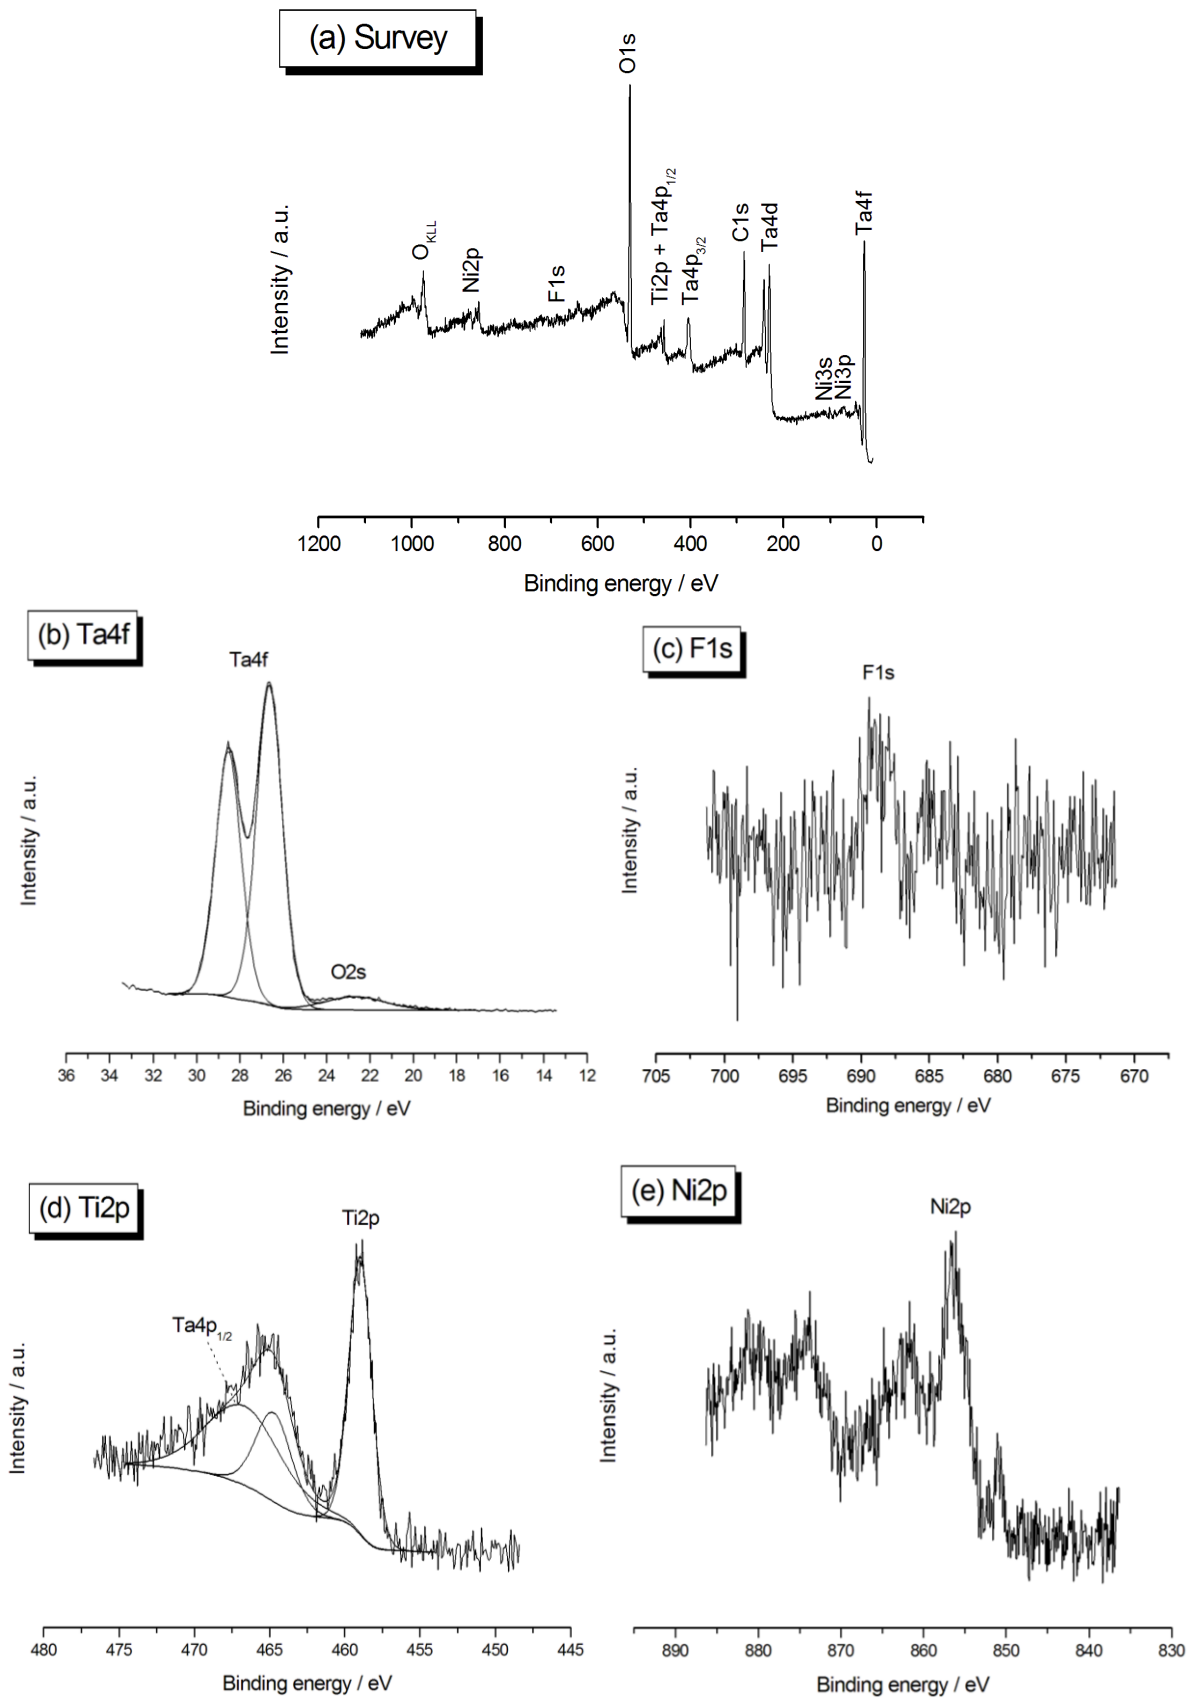 (a) Survey
O1s
O_KLL
Ni2p
F1s
Ti2p + Ta4p_1/2
Ta4p_3/2
C1s
Ta4d
Ni3s
Ni3p
Ta4f
Intensity / a.u.
1200 1000 800 600 400 200 0
Binding energy / eV
(b) Ta4f
Ta4f
O2s
Intensity / a.u.
36 34 32 30 28 26 24 22 20 18 16 14 12
Binding energy / eV
(c) F1s
F1s
Intensity / a.u.
705 700 695 690 685 680 675 670
Binding energy / eV
(d) Ti2p
Ti2p
Ta4p_1/2
Intensity / a.u.
480 475 470 465 460 455 450 445
Binding energy / eV
(e) Ni2p
Ni2p
Intensity / a.u.
890 880 870 860 850 840 830
Binding energy / eV